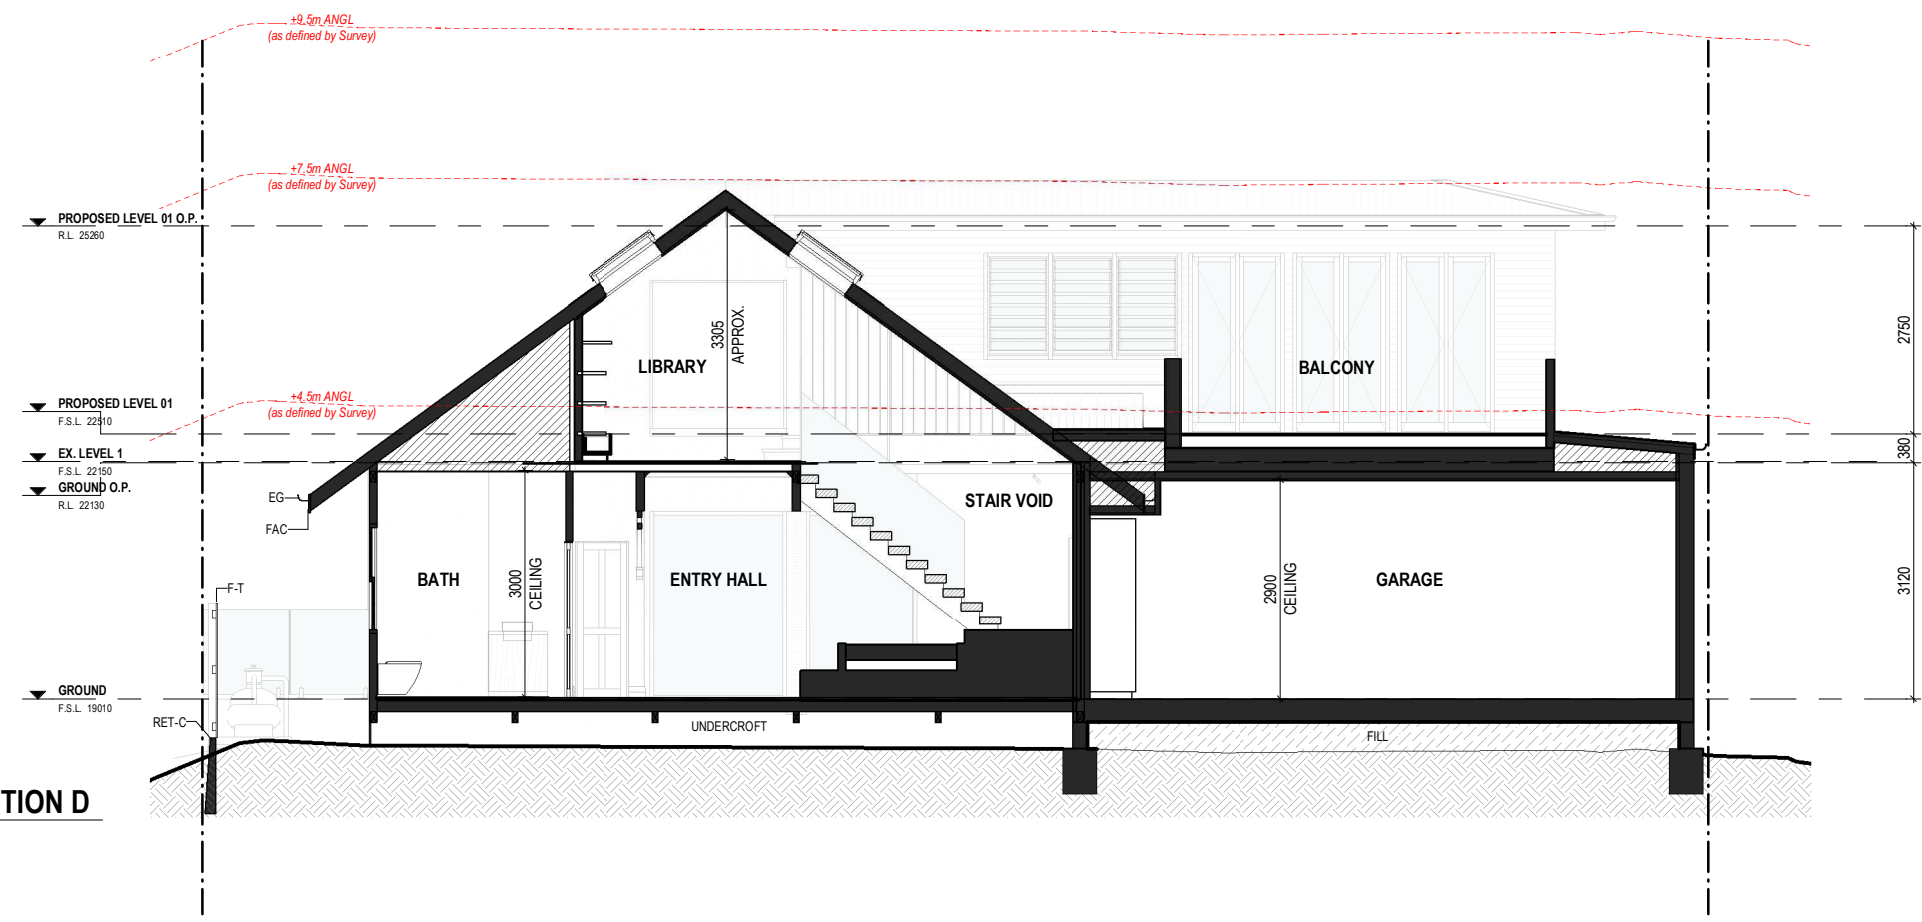 +9.5m ANGL
(as defined by Survey)
+7.5m ANGL
(as defined by Survey)
PROPOSED LEVEL 01 O.P.
R.L. 25260
3305
APPROX.
LIBRARY
BALCONY
2750
PROPOSED LEVEL 01
F.S.L. 22510
+4.5m ANGL
(as defined by Survey)
EX. LEVEL 1
F.S.L. 22150
380
GROUND O.P.
R.L. 22130
EG
FAC
STAIR VOID
BATH
3000
CEILING
ENTRY HALL
2900
CEILING
GARAGE
3120
F-T
GROUND
F.S.L. 19010
RET-C
UNDERCROFT
FILL
TION D